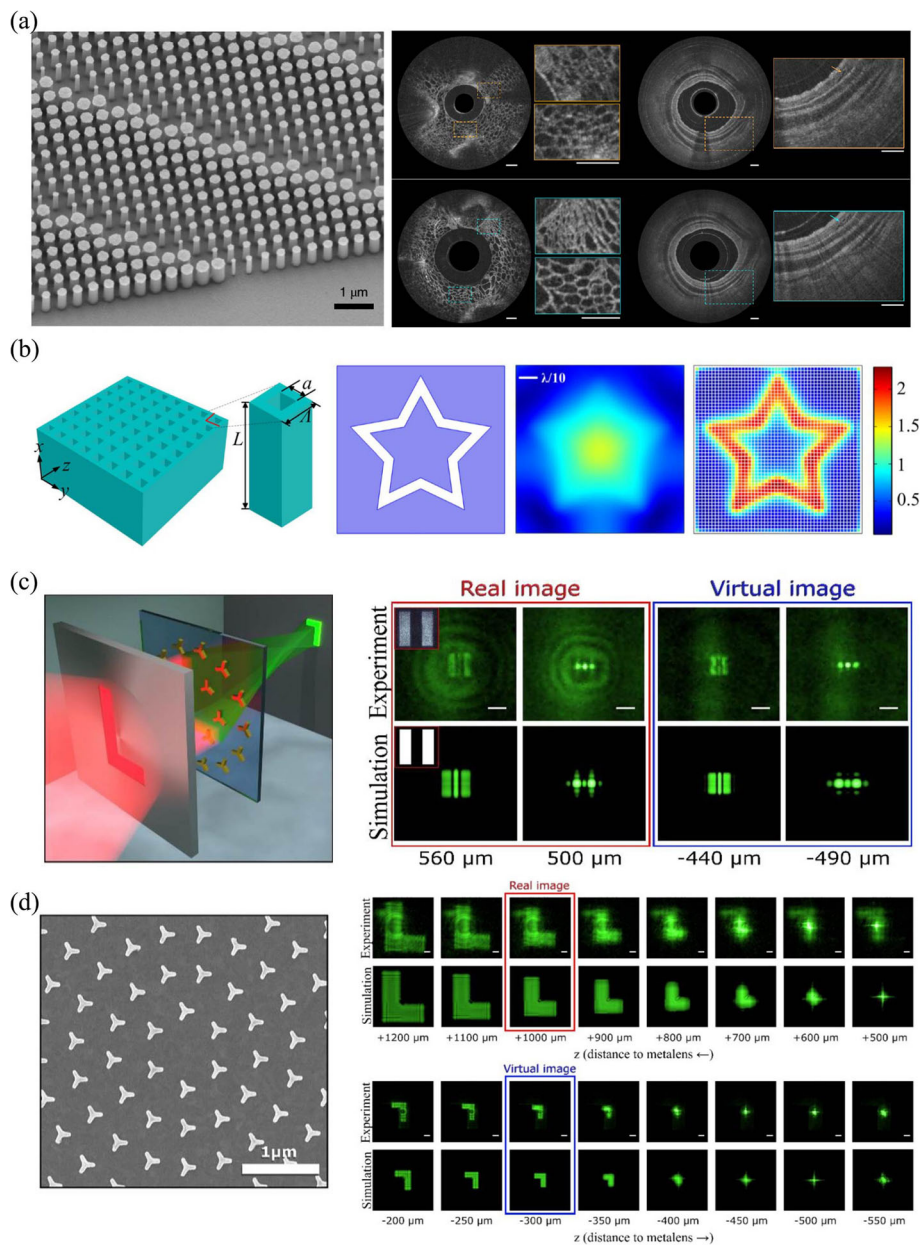 (a)
1 μm
(b)
a
Λ
L
x
z
y
λ/10
2
1.5
1
0.5
(c)
Real image
Virtual image
Experiment
Simulation
560 μm
500 μm
-440 μm
-490 μm
(d)
1μm
Real image
Experiment
Simulation
+1200 μm
+1100 μm
+1000 μm
+900 μm
+800 μm
+700 μm
+600 μm
+500 μm
z (distance to metalens ←)
Virtual image
Experiment
Simulation
-200 μm
-250 μm
-300 μm
-350 μm
-400 μm
-450 μm
-500 μm
-550 μm
z (distance to metalens →)